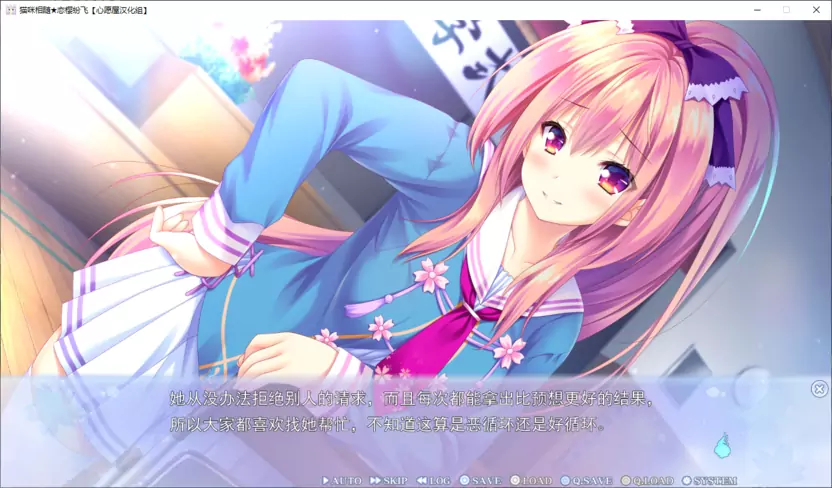 猫咪相随★恋樱纷飞【心愿屋汉化组】
她从没办法拒绝别人的请求，而且每次都能拿出比预想更好的结果，
所以大家都喜欢找她帮忙，不知道这算是恶循环还是好循环。
AUTO SKIP LOG SAVE LOAD Q.SAVE Q.LOAD SYSTEM